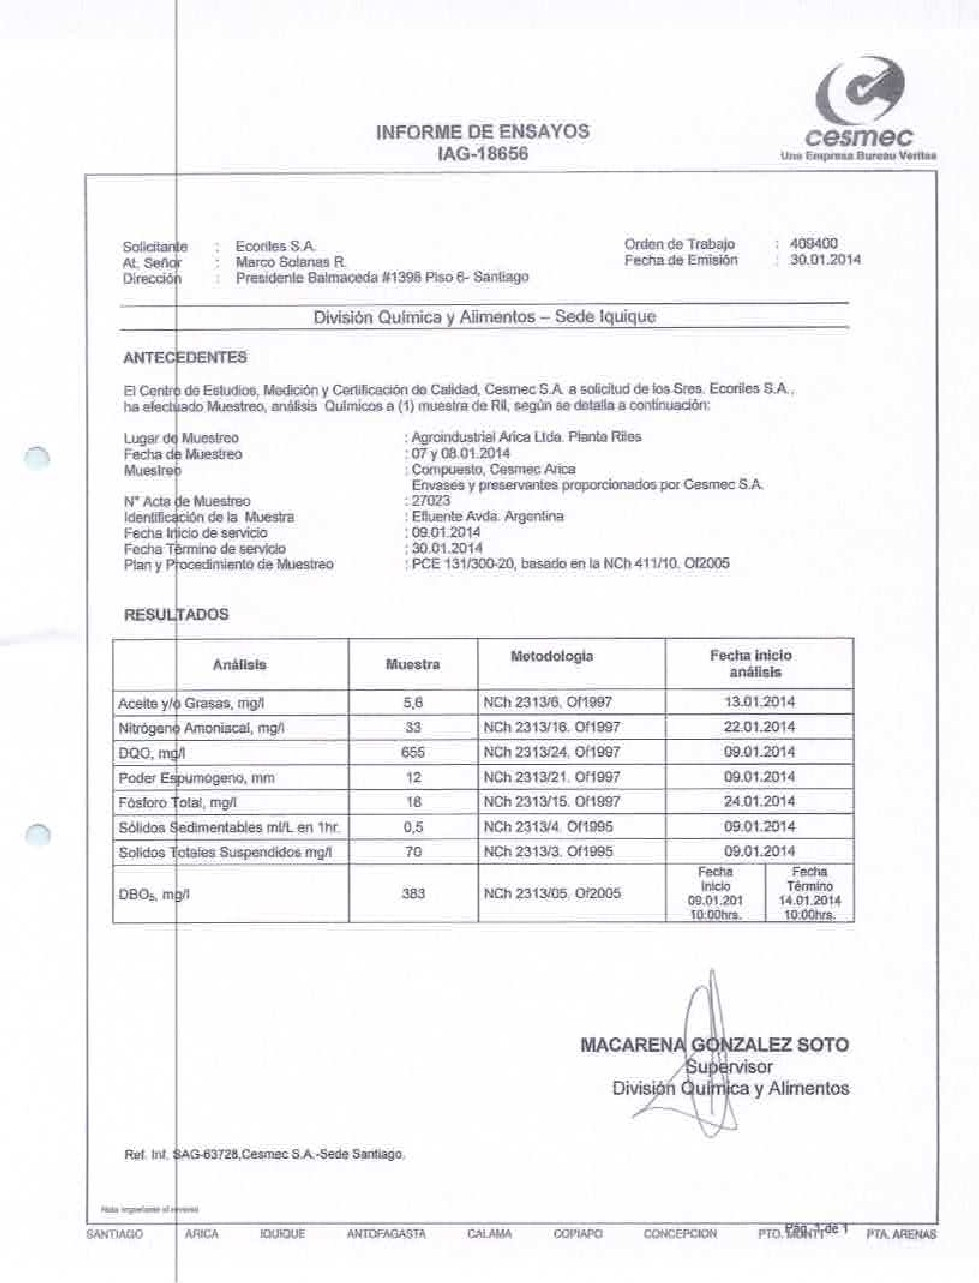 cesmec
Una Empresa Bureau Veritas
INFORME DE ENSAYOS
IAG-18656
Solicitante : Ecoriles S.A.
At. Señor : Marco Solanas R.
Dirección : Presidente Balmaceda #1398 Piso 6- Santiago
Orden de Trabajo : 409400
Fecha de Emisión : 30.01.2014
División Química y Alimentos – Sede Iquique
ANTECEDENTES
El Centro de Estudios, Medición y Certificación de Calidad, Cesmec S.A. a solicitud de los Sres. Ecoriles S.A.,
ha efectuado Muestreo, análisis Químicos a (1) muestra de Ril, según se detalla a continuación:
Lugar de Muestreo : Agroindustrial Arica Ltda. Planta Riles
Fecha de Muestreo : 07 y 08.01.2014
Muestreo : Compuesto, Cesmec Arica
Envases y preservantes proporcionados por Cesmec S.A.
N° Acta de Muestreo : 27023
Identificación de la Muestra : Efluente Avda. Argentina
Fecha Inicio de servicio : 09.01.2014
Fecha Término de servicio : 30.01.2014
Plan y Procedimiento de Muestreo : PCE 131/300-20, basado en la NCh 411/10. Of2005
RESULTADOS
Análisis Muestra Metodología Fecha inicio análisis
Aceite y/o Grasas, mg/l 5,6 NCh 2313/6. Of1997 13.01.2014
Nitrógeno Amoniacal, mg/l 33 NCh 2313/16. Of1997 22.01.2014
DQO, mg/l 655 NCh 2313/24. Of1997 09.01.2014
Poder Espumógeno, mm 12 NCh 2313/21. Of1997 09.01.2014
Fósforo Total, mg/l 16 NCh 2313/15. Of1997 24.01.2014
Sólidos Sedimentables ml/L en 1hr. 0,5 NCh 2313/4. Of1995 09.01.2014
Solidos Totales Suspendidos mg/l 70 NCh 2313/3. Of1995 09.01.2014
DBO₅, mg/l 383 NCh 2313/05. Of2005
Fecha Inicio 09.01.201 10:00hrs.
Fecha Término 14.01.2014 10:00hrs.
MACARENA GONZALEZ SOTO
Supervisor
División Química y Alimentos
Ref. Inf. SAG-63728,Cesmec S.A.-Sede Santiago.
Nota importante al reverso
Pág. 1 de 1
SANTIAGO ARICA IQUIQUE ANTOFAGASTA CALAMA COPIAPO CONCEPCION PTO. MONTT PTA. ARENAS